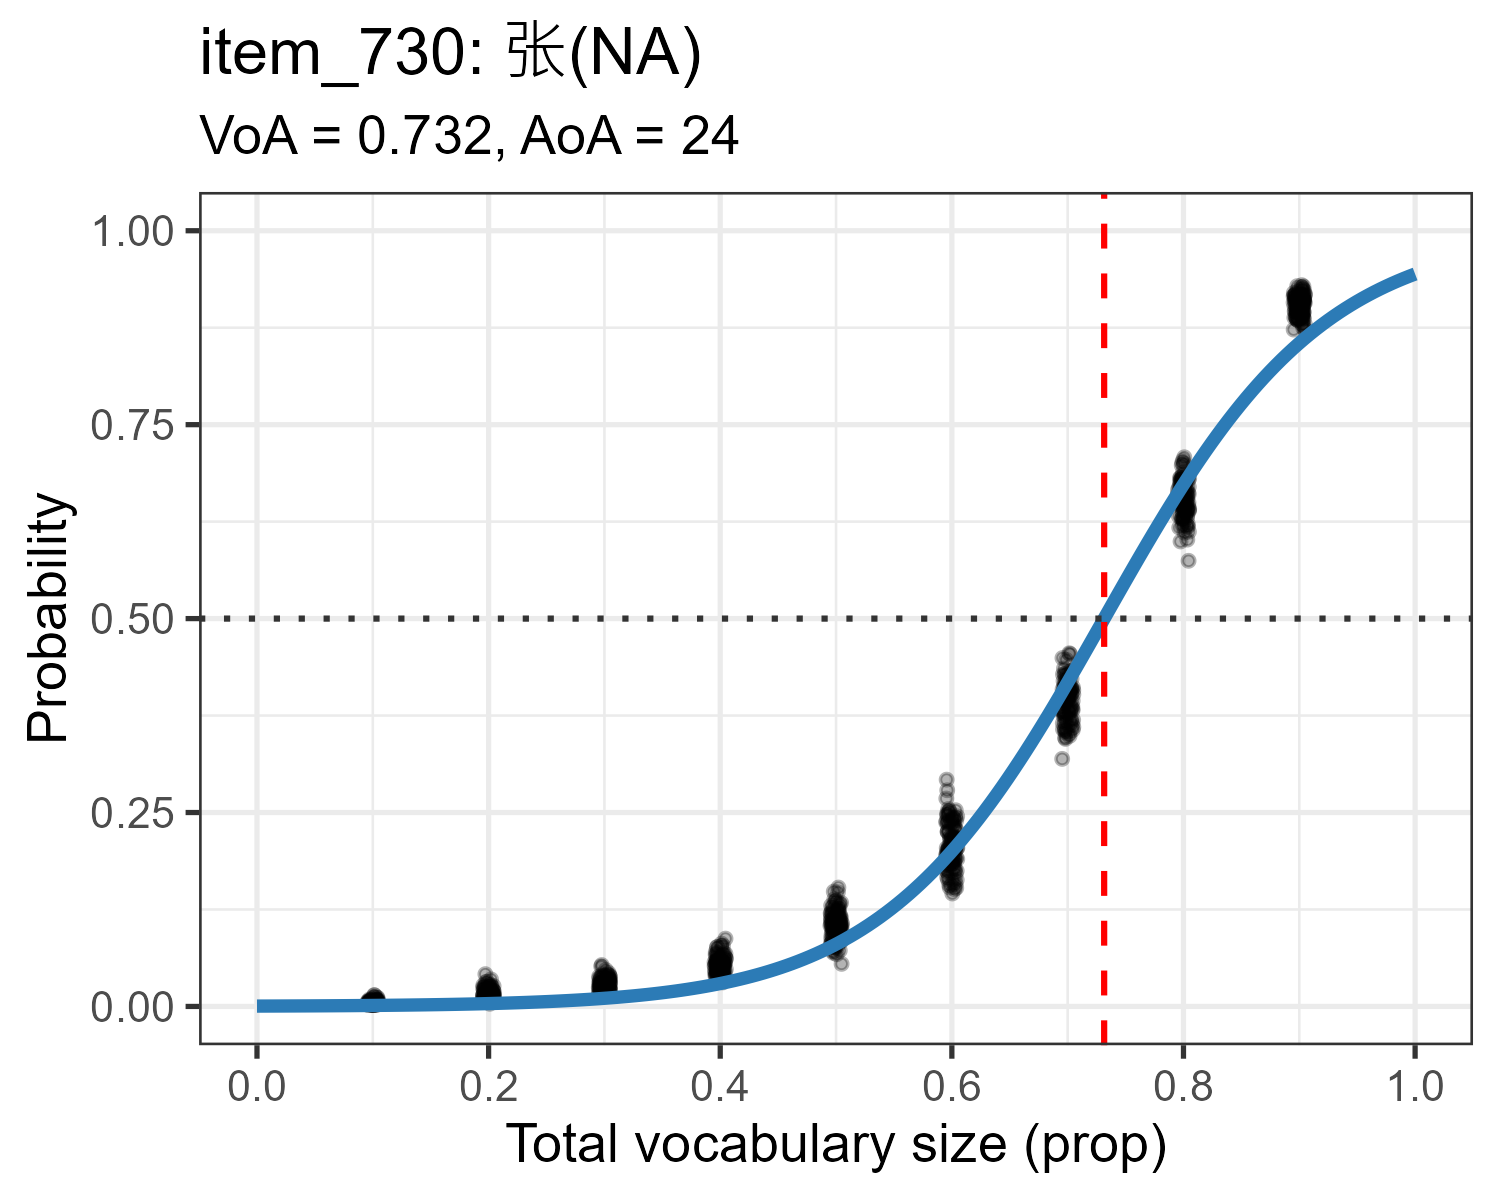 item_730: 张(NA)
VoA = 0.732, AoA = 24
1.00
0.75
0.50
0.25
0.00
Probability
0.0 0.2 0.4 0.6 0.8 1.0
Total vocabulary size (prop)